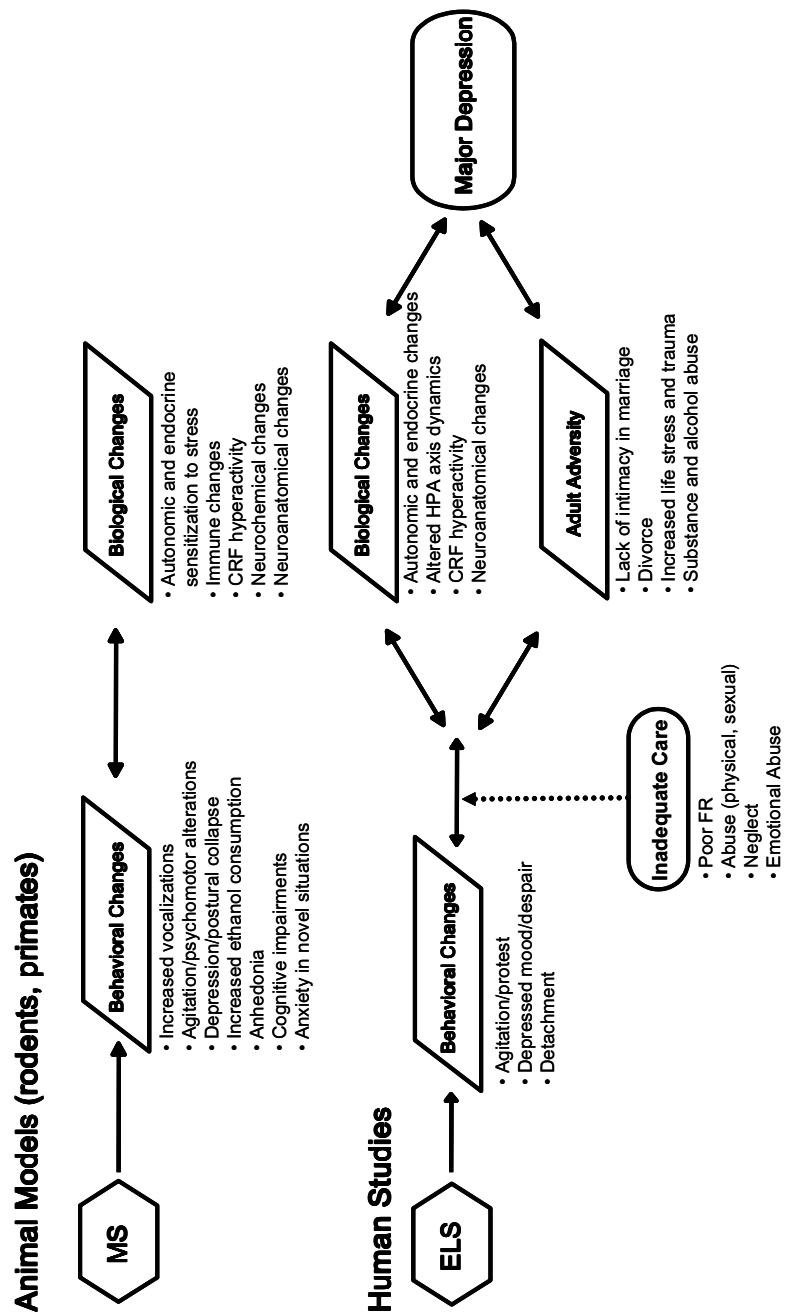 Animal Models (rodents, primates)
MS
Behavioral Changes
• Increased vocalizations
• Agitation/psychomotor alterations
• Depression/postural collapse
• Increased ethanol consumption
• Anhedonia
• Cognitive impairments
• Anxiety in novel situations
Biological Changes
• Autonomic and endocrine
sensitization to stress
• Immune changes
• CRF hyperactivity
• Neurochemical changes
• Neuroanatomical changes
Human Studies
ELS
Behavioral Changes
• Agitation/protest
• Depressed mood/despair
• Detachment
Inadequate Care
• Poor FR
• Abuse (physical, sexual)
• Neglect
• Emotional Abuse
Biological Changes
• Autonomic and endocrine changes
• Altered HPA axis dynamics
• CRF hyperactivity
• Neuroanatomical changes
Adult Adversity
• Lack of intimacy in marriage
• Divorce
• Increased life stress and trauma
• Substance and alcohol abuse
Major Depression